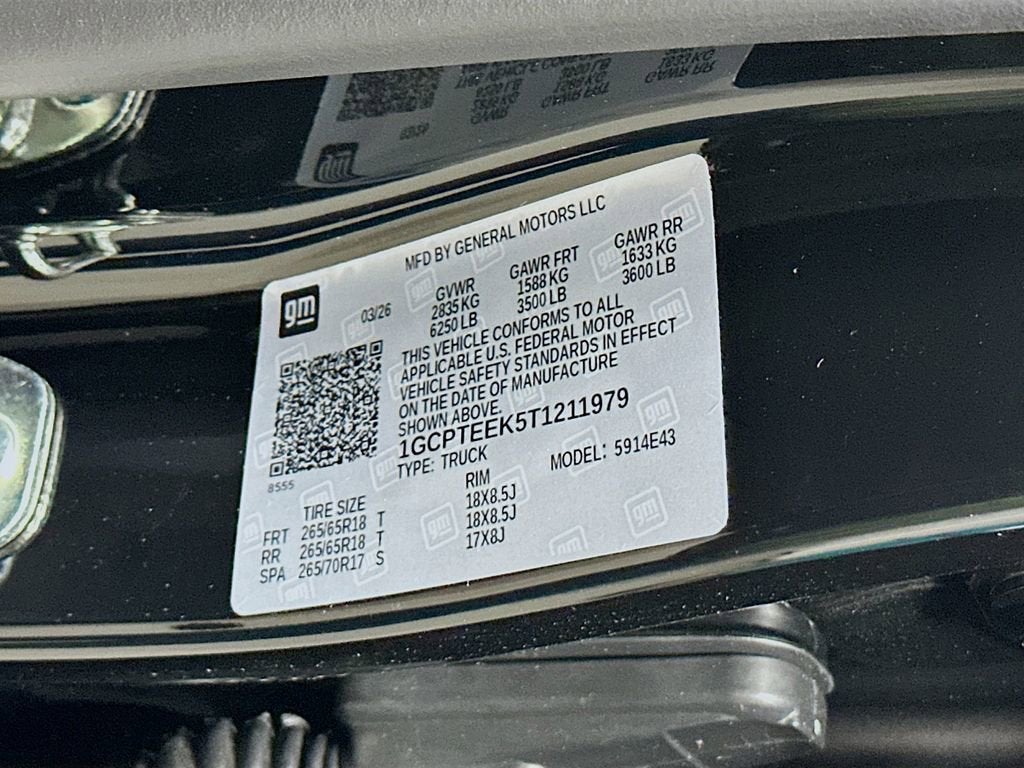 MFD BY GENERAL MOTORS LLC
gm
03/26
GVWR GAWR FRT GAWR RR
2835 KG 1588 KG 1633 KG
6250 LB 3500 LB 3600 LB
THIS VEHICLE CONFORMS TO ALL
APPLICABLE U.S. FEDERAL MOTOR
VEHICLE SAFETY STANDARDS IN EFFECT
ON THE DATE OF MANUFACTURE
SHOWN ABOVE.
1GCPTEEK5T1211979
TYPE: TRUCK MODEL: 5914E43
8555
TIRE SIZE RIM
FRT 265/65R18 T 18X8.5J
RR 265/65R18 T 18X8.5J
SPA 265/70R17 S 17X8J